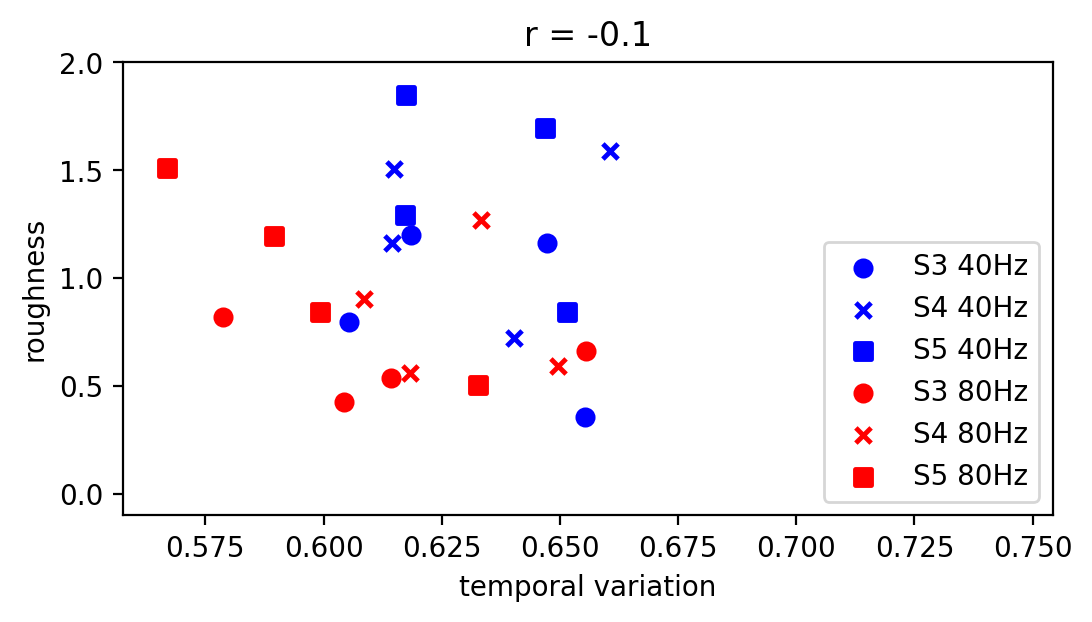 r = -0.1
2.0
1.5
1.0
0.5
0.0
roughness
S3 40Hz
S4 40Hz
S5 40Hz
S3 80Hz
S4 80Hz
S5 80Hz
0.575 0.600 0.625 0.650 0.675 0.700 0.725 0.750
temporal variation